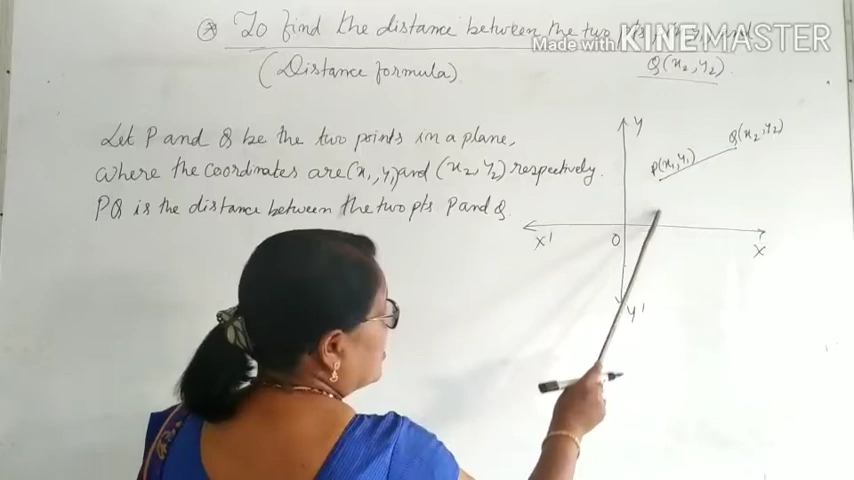 * To find the distance between the two pts
Made with KINEMASTER
Q(x₂, y₂).
(Distance formula)
Let P and Q be the two points in a plane,
where the coordinates are (x₁, y₁) and (x₂, y₂) respectively.
PQ is the distance between the two pts P and Q.
Y
Q(x₂, y₂)
P(x₁, y₁)
X'
O
X
Y'